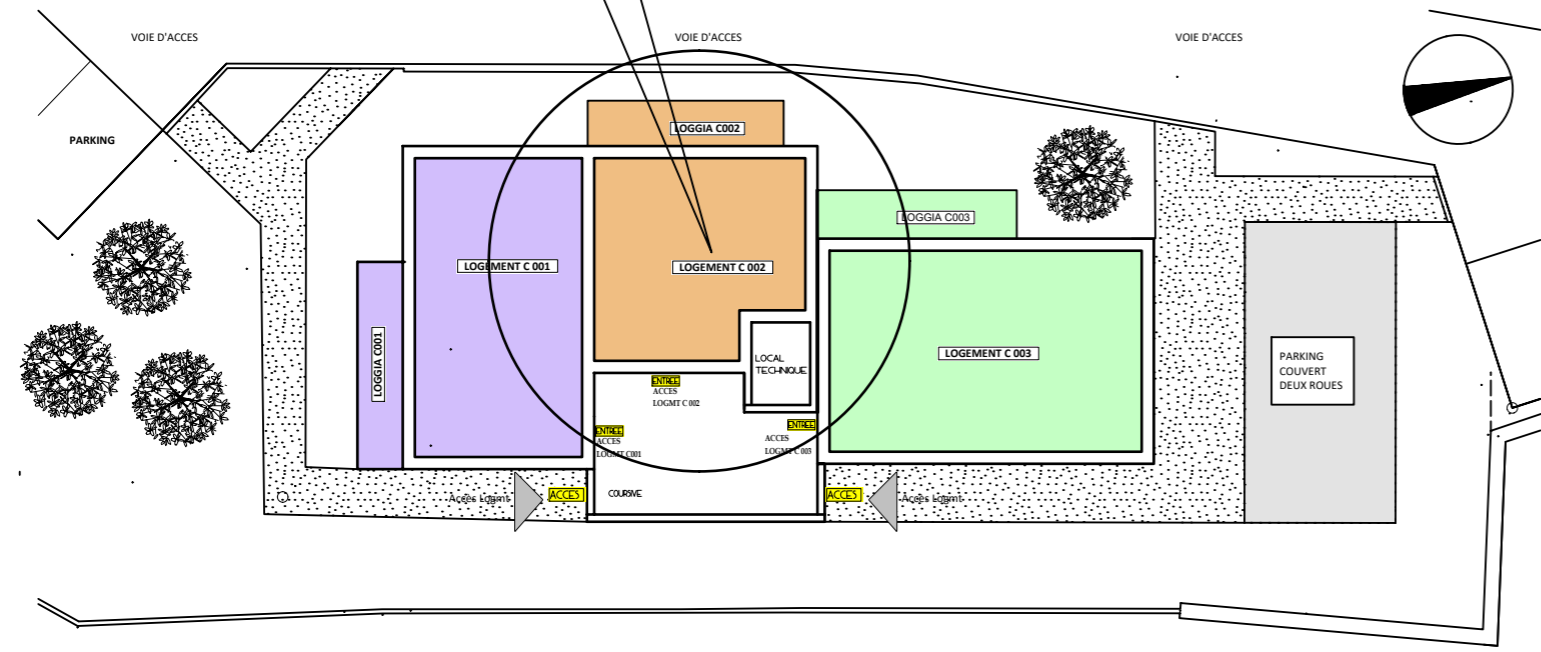 VOIE D'ACCES
VOIE D'ACCES
VOIE D'ACCES
PARKING
LOGGIA C002
LOGGIA C003
LOGEMENT C 001
LOGEMENT C 002
LOGGIA C001
LOGEMENT C 003
LOCAL
TECHNIQUE
PARKING
COUVERT
DEUX ROUES
ENTREE
ACCES
LOGMT C 002
ENTREE
ACCES
LOGMT C001
ENTREE
ACCES
LOGMT C 003
Accès Logmt
ACCES
COURSIVE
ACCES
Accès Logmt